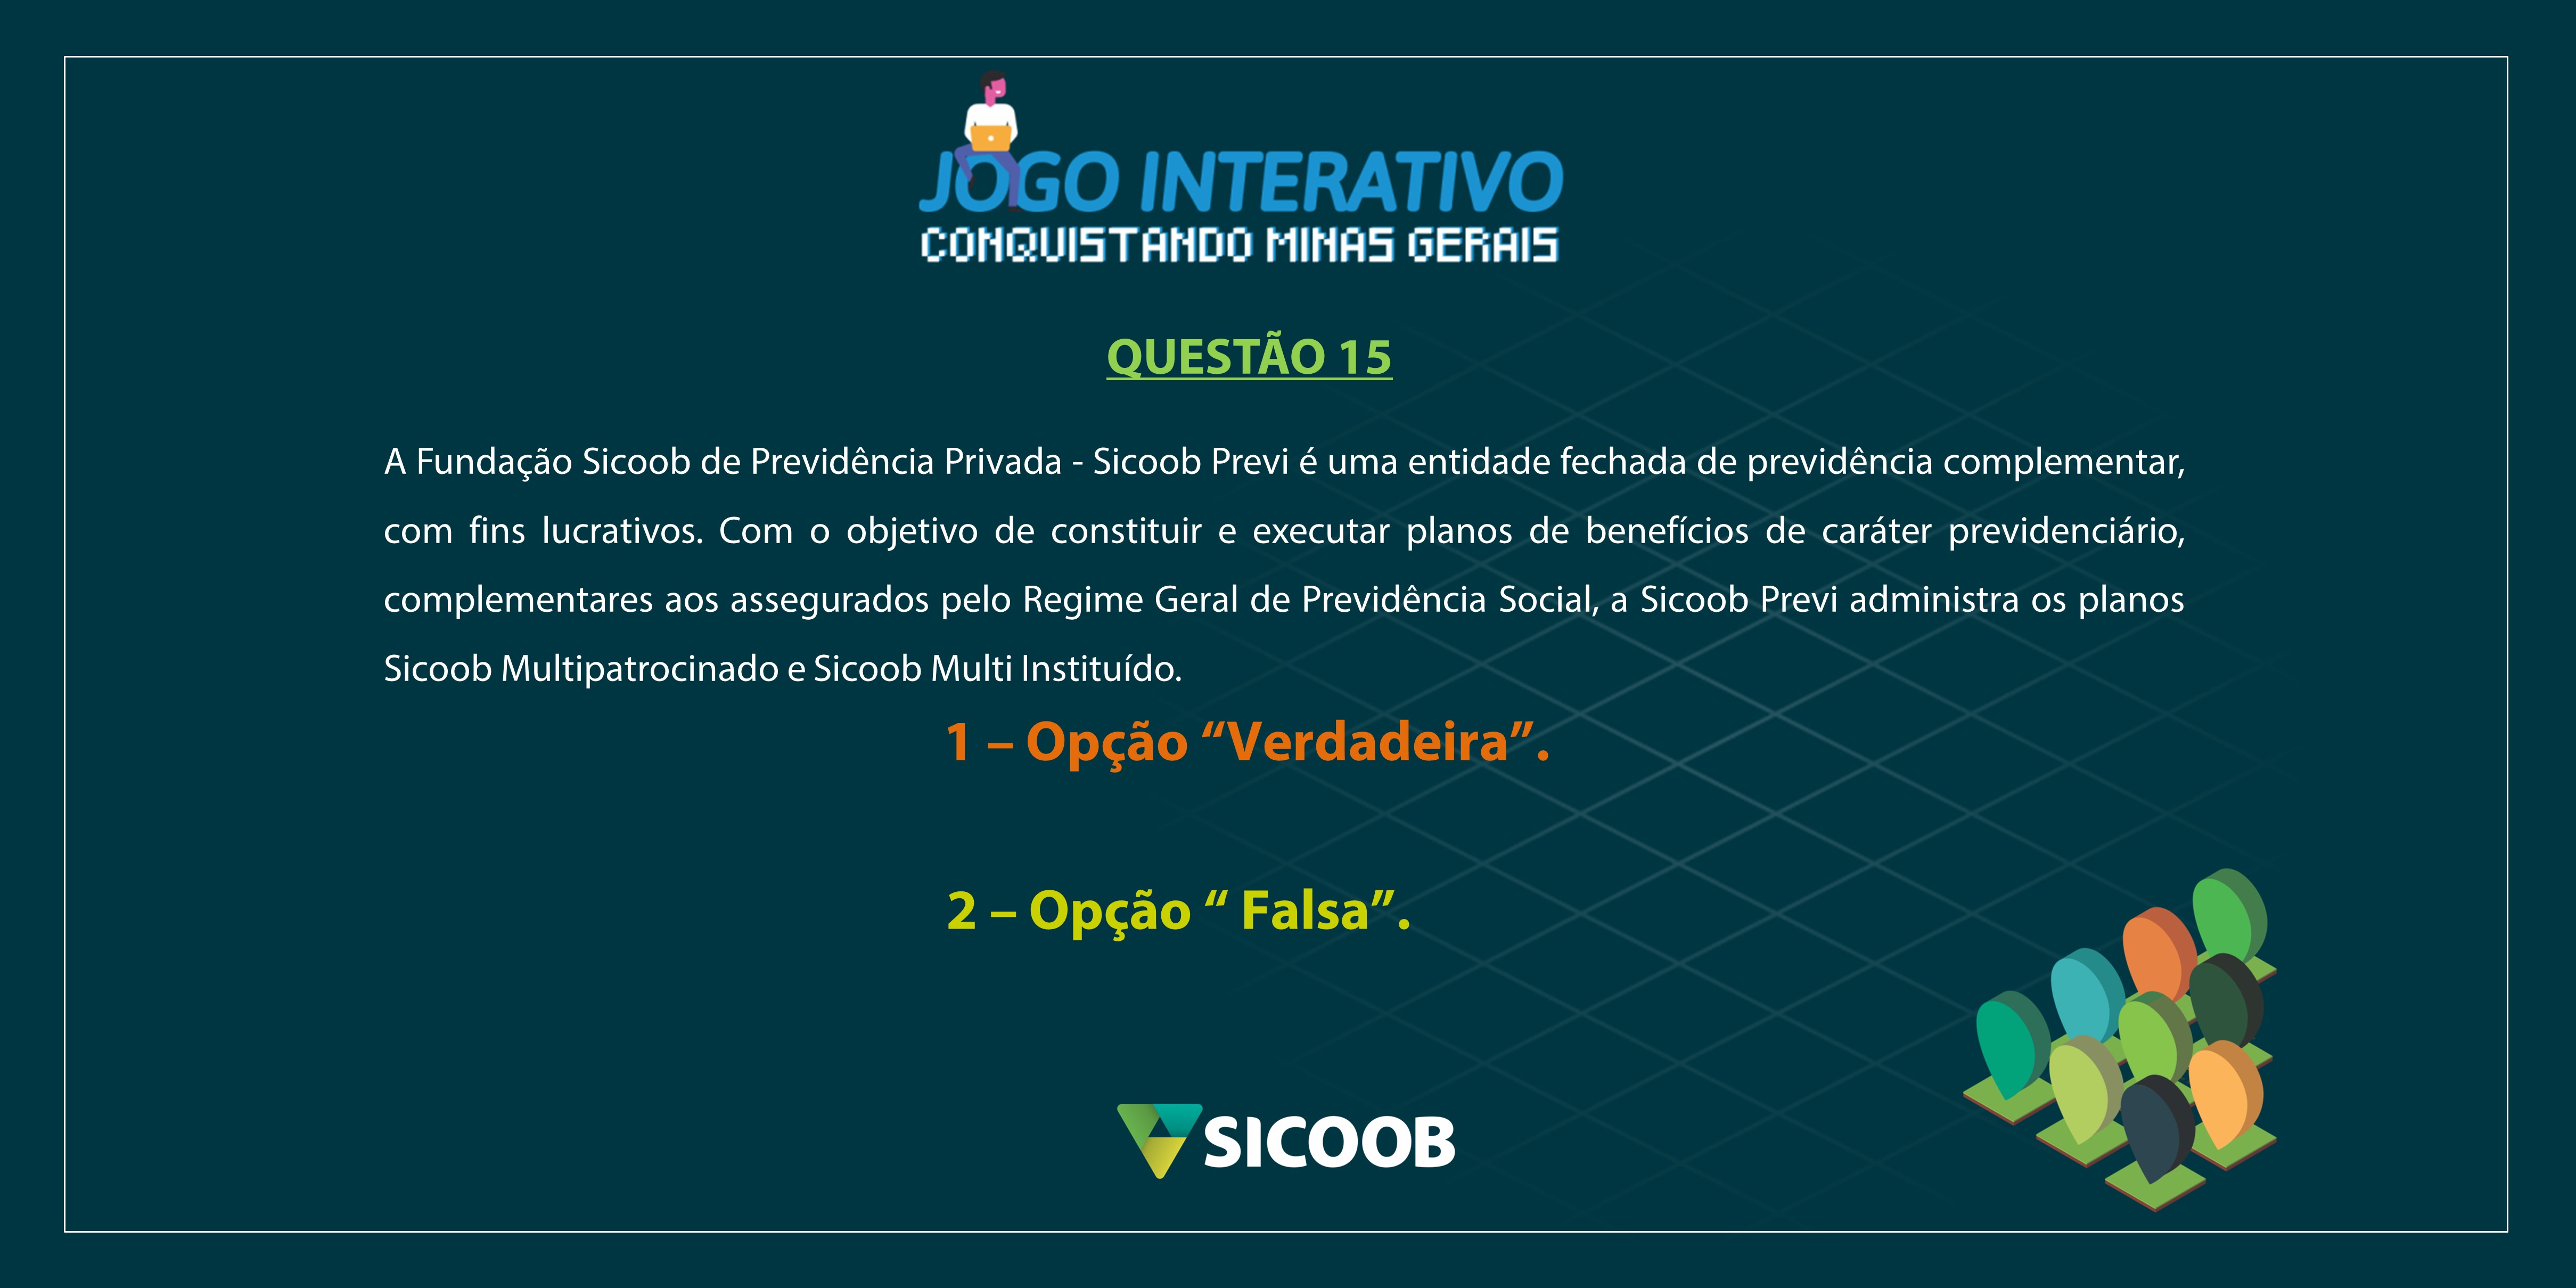 JOGO INTERATIVO
CONQUISTANDO MINAS GERAIS
QUESTÃO 15
A Fundação Sicoob de Previdência Privada - Sicoob Previ é uma entidade fechada de previdência complementar,
com fins lucrativos. Com o objetivo de constituir e executar planos de benefícios de caráter previdenciário,
complementares aos assegurados pelo Regime Geral de Previdência Social, a Sicoob Previ administra os planos
Sicoob Multipatrocinado e Sicoob Multi Instituído.
1 – Opção “Verdadeira”.
2 – Opção “ Falsa”.
SICOOB